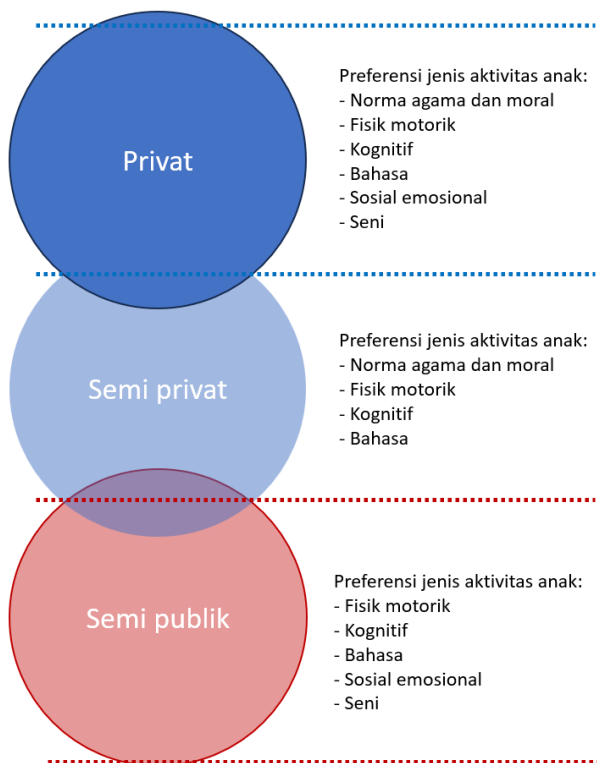 Privat
Preferensi jenis aktivitas anak:
- Norma agama dan moral
- Fisik motorik
- Kognitif
- Bahasa
- Sosial emosional
- Seni
Semi privat
Preferensi jenis aktivitas anak:
- Norma agama dan moral
- Fisik motorik
- Kognitif
- Bahasa
Semi publik
Preferensi jenis aktivitas anak:
- Fisik motorik
- Kognitif
- Bahasa
- Sosial emosional
- Seni